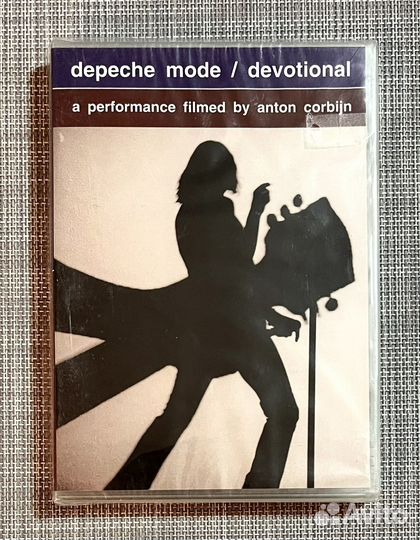 depeche mode / devotional
a performance filmed by anton corbijn
Avito